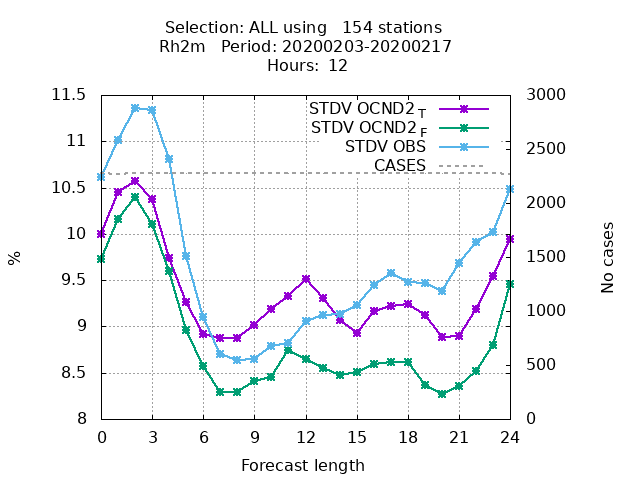 Selection: ALL using   154 stations
Rh2m   Period: 20200203-20200217
Hours:  12
STDV OCND2 T
STDV OCND2 F
STDV OBS
CASES
11.5
11
10.5
10
9.5
9
8.5
8
3000
2500
2000
1500
1000
500
0
%
No cases
0 3 6 9 12 15 18 21 24
Forecast length